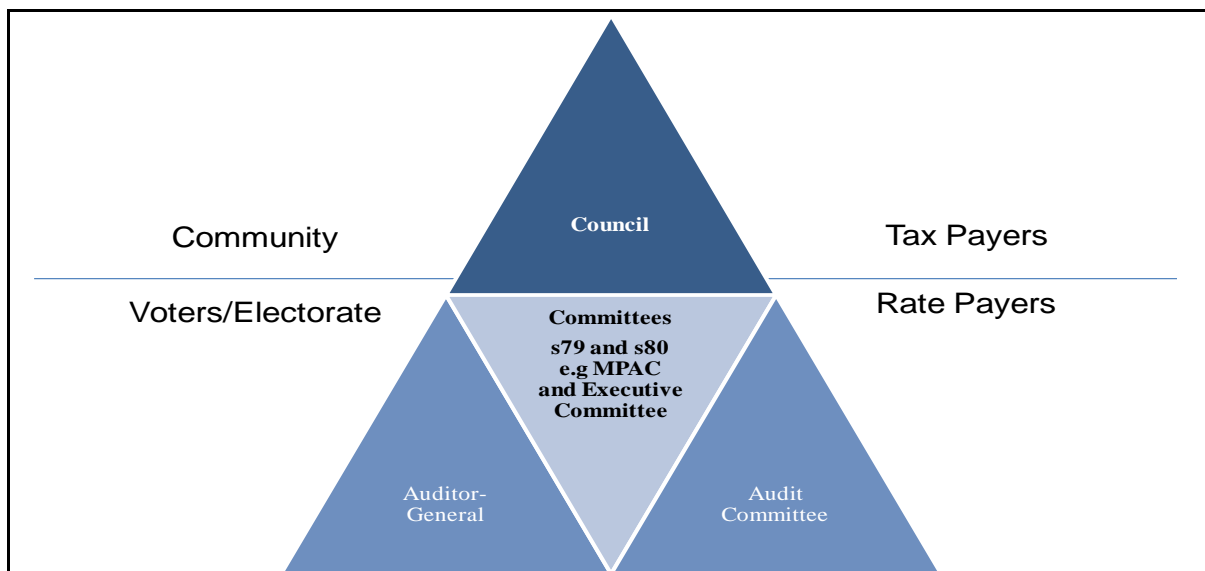 Council
Community
Tax Payers
Voters/Electorate
Rate Payers
Committees
s79 and s80
e.g MPAC
and Executive
Committee
Auditor-
General
Audit
Committee